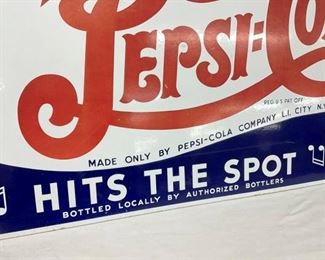 PEPSI-CO
REG. U.S. PAT. OFF.
MADE ONLY BY PEPSI-COLA COMPANY L.I. CITY N.Y
HITS THE SPOT
BOTTLED LOCALLY BY AUTHORIZED BOTTLERS